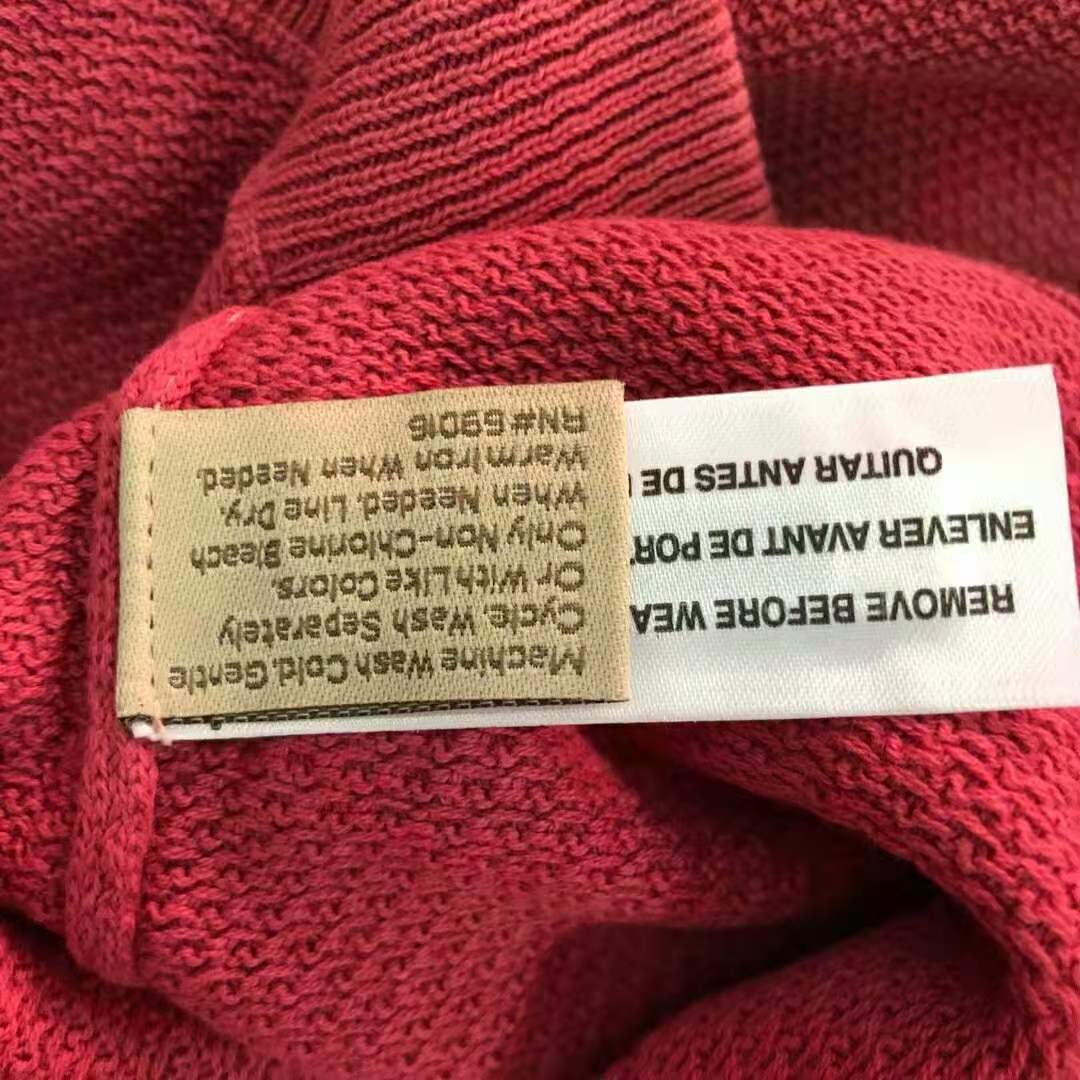 Machine Wash Cold. Gentle
Cycle. Wash Separately
Or With Like Colors.
Only Non-Chlorine Bleach
When Needed. Line Dry.
Warm Iron When Needed.
RN# 69016
REMOVE BEFORE WEA
ENLEVER AVANT DE POR
QUITAR ANTES DE